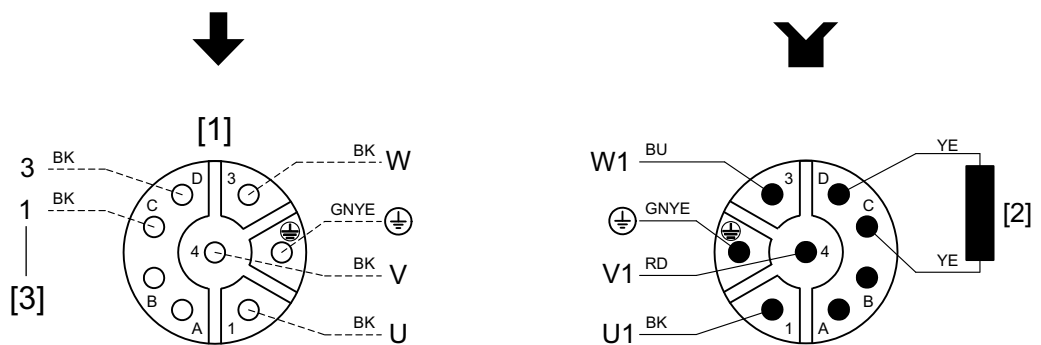 [1]
3 BK D 3 BK W
1 BK C GNYE
4 BK V
[3] B A 1 BK U
W1 BU 3 D YE
GNYE C [2]
V1 RD 4 YE
U1 BK 1 A B